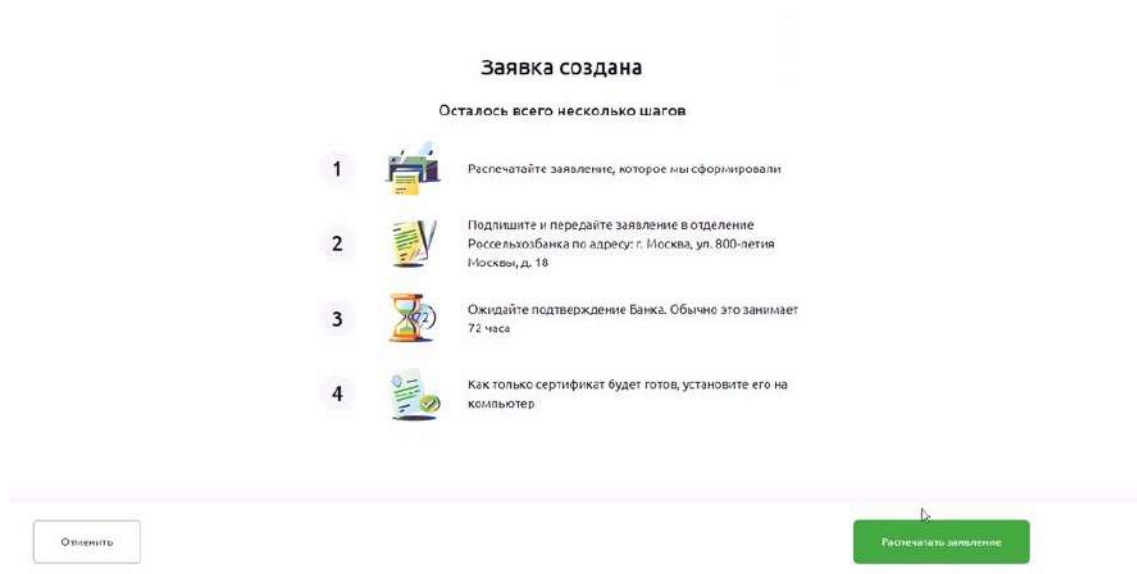 Заявка создана
Осталось всего несколько шагов
1
Распечатайте заявление, которое мы сформировали
2
Подпишите и передайте заявление в отделение
Россельхозбанка по адресу: г. Москва, ул. 800-летия
Москвы, д. 18
3
72
Ожидайте подтверждение Банка. Обычно это занимает
72 часа
4
Как только сертификат будет готов, установите его на
компьютер
Отменить
Распечатать заявление